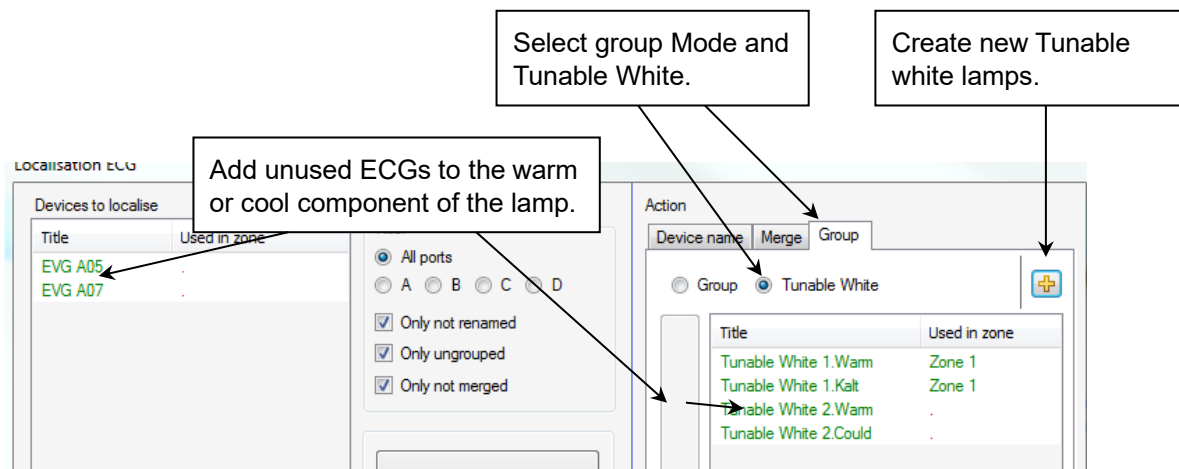 Select group Mode and
Tunable White.
Create new Tunable
white lamps.
Add unused ECGs to the warm
or cool component of the lamp.
Localisation ECG
Devices to localise
Title Used in zone
EVG A05 .
EVG A07 .
All ports
A B C D
Only not renamed
Only ungrouped
Only not merged
Action
Device name Merge Group
Group Tunable White
Title Used in zone
Tunable White 1.Warm Zone 1
Tunable White 1.Kalt Zone 1
Tunable White 2.Warm .
Tunable White 2.Could .